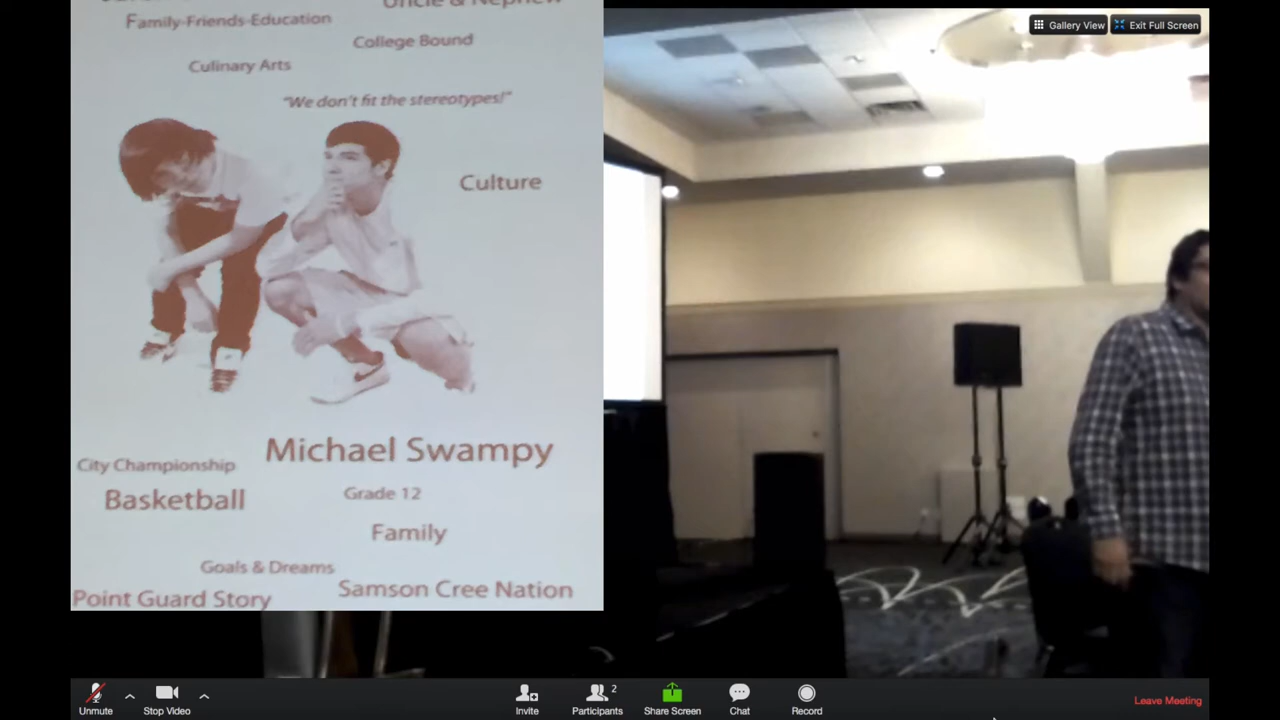 Uncle & Nephew
Family-Friends-Education
College Bound
Culinary Arts
"We don't fit the stereotypes!"
Culture
Michael Swampy
City Championship
Basketball
Grade 12
Family
Goals & Dreams
Samson Cree Nation
Point Guard Story
Gallery View
Exit Full Screen
Unmute
Stop Video
Invite
2
Participants
Share Screen
Chat
Record
Leave Meeting